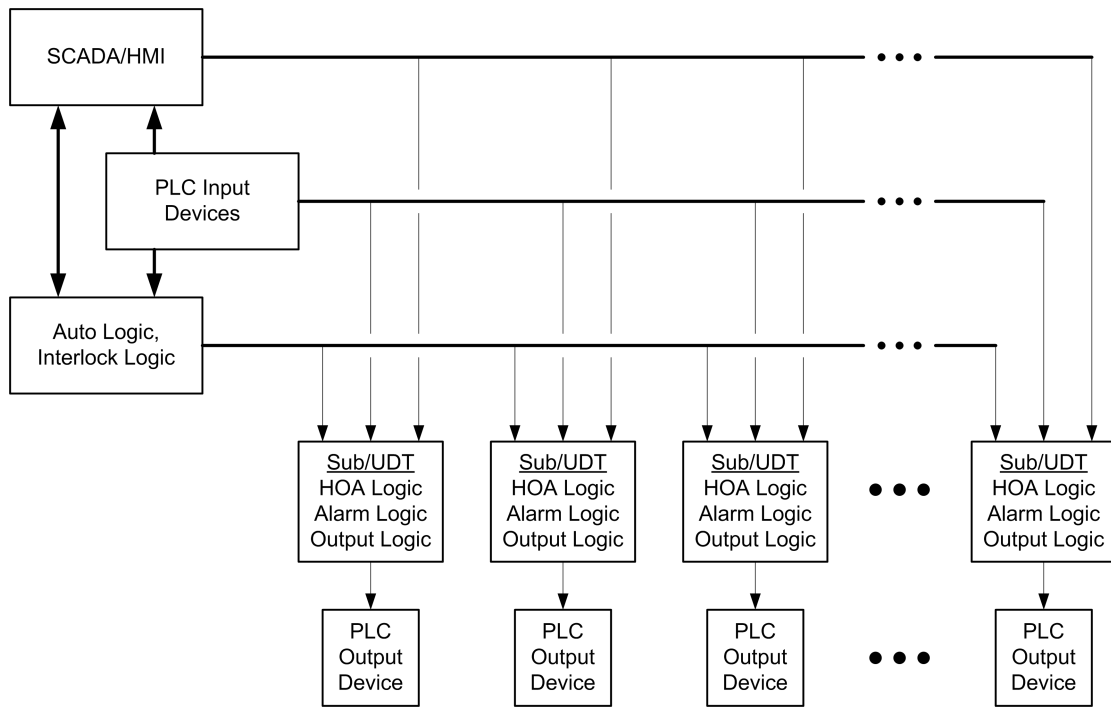 SCADA/HMI
PLC Input
Devices
Auto Logic,
Interlock Logic
Sub/UDT
HOA Logic
Alarm Logic
Output Logic
Sub/UDT
HOA Logic
Alarm Logic
Output Logic
Sub/UDT
HOA Logic
Alarm Logic
Output Logic
Sub/UDT
HOA Logic
Alarm Logic
Output Logic
PLC
Output
Device
PLC
Output
Device
PLC
Output
Device
PLC
Output
Device